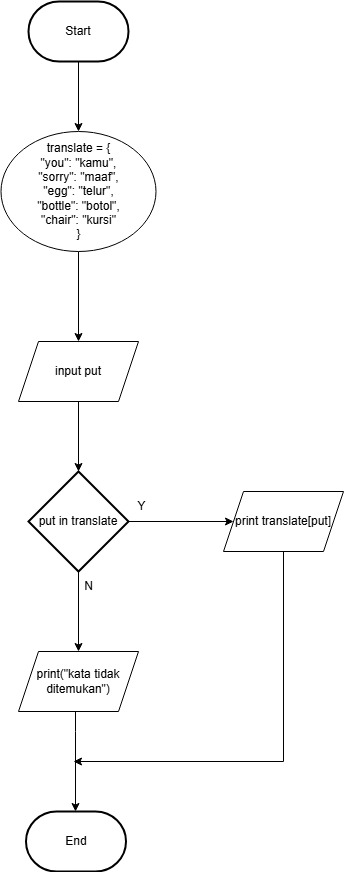 Start
translate = {
"you": "kamu",
"sorry": "maaf",
"egg": "telur",
"bottle": "botol",
"chair": "kursi"
}
input put
put in translate
Y
print translate[put]
N
print("kata tidak
ditemukan")
End